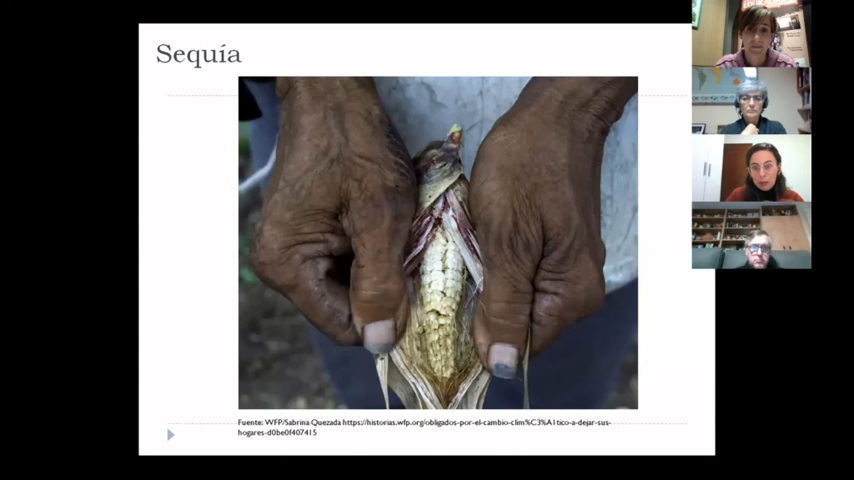 Sequía
Fuente: WFP/Sabrina Quezada https://historias.wfp.org/obligados-por-el-cambio-clim%C3%A1tico-a-dejar-sus-
hogares-d0be0f407415